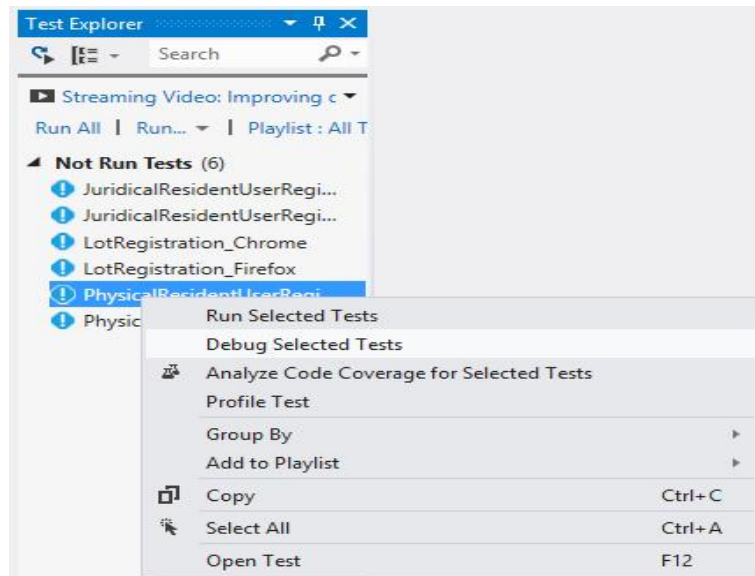 Test Explorer
Search
Streaming Video: Improving c
Run All | Run... | Playlist : All T
Not Run Tests (6)
JuridicalResidentUserRegi...
JuridicalResidentUserRegi...
LotRegistration_Chrome
LotRegistration_Firefox
PhysicalResidentUserRegi...
Physic
Run Selected Tests
Debug Selected Tests
Analyze Code Coverage for Selected Tests
Profile Test
Group By
Add to Playlist
Copy Ctrl+C
Select All Ctrl+A
Open Test F12